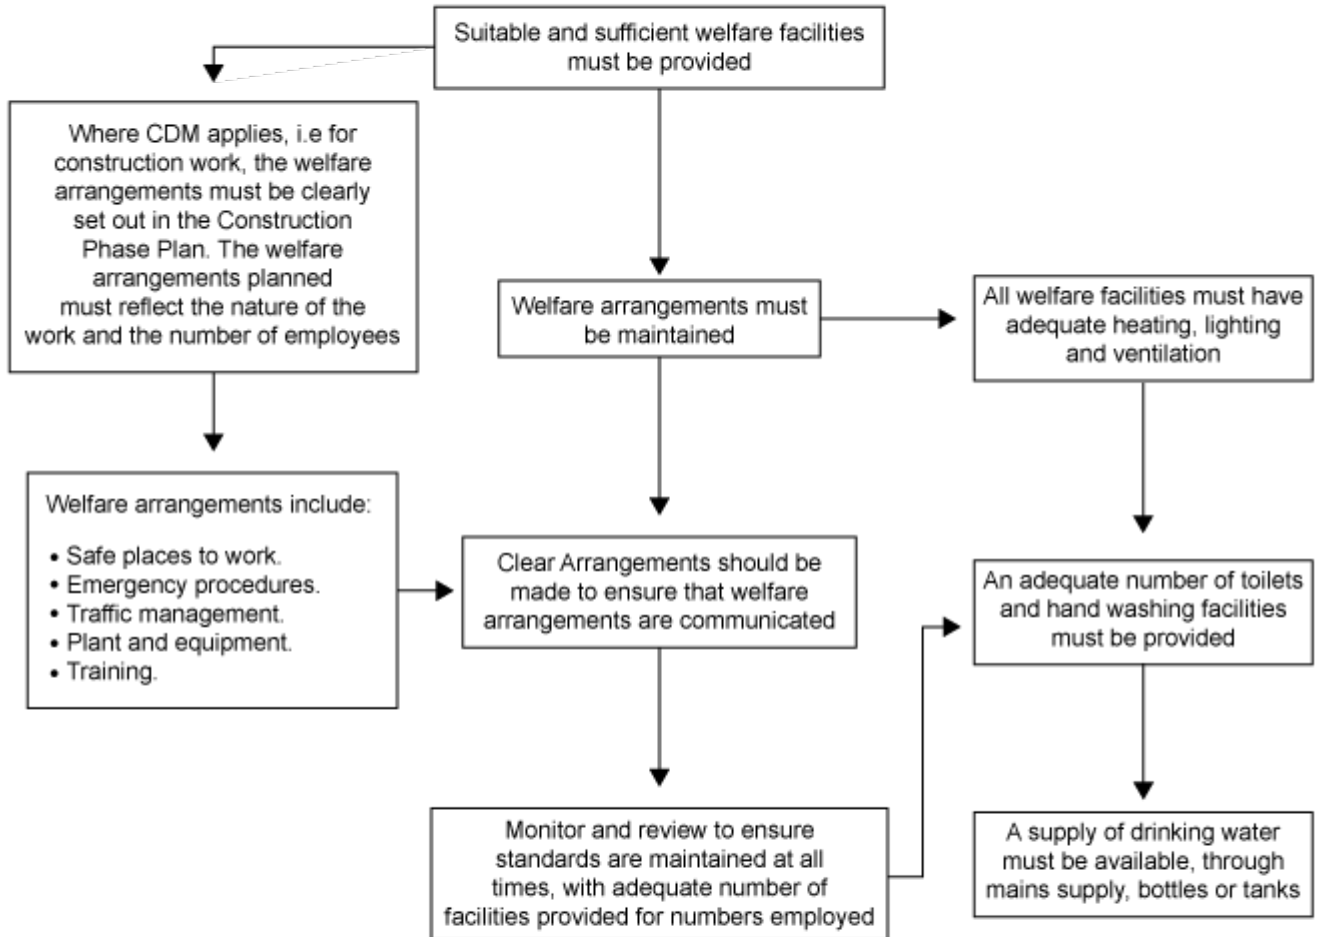 Suitable and sufficient welfare facilities
must be provided
Where CDM applies, i.e for
construction work, the welfare
arrangements must be clearly
set out in the Construction
Phase Plan. The welfare
arrangements planned
must reflect the nature of the
work and the number of employees
Welfare arrangements must
be maintained
All welfare facilities must have
adequate heating, lighting
and ventilation
Welfare arrangements include:
• Safe places to work.
• Emergency procedures.
• Traffic management.
• Plant and equipment.
• Training.
Clear Arrangements should be
made to ensure that welfare
arrangements are communicated
An adequate number of toilets
and hand washing facilities
must be provided
Monitor and review to ensure
standards are maintained at all
times, with adequate number of
facilities provided for numbers employed
A supply of drinking water
must be available, through
mains supply, bottles or tanks